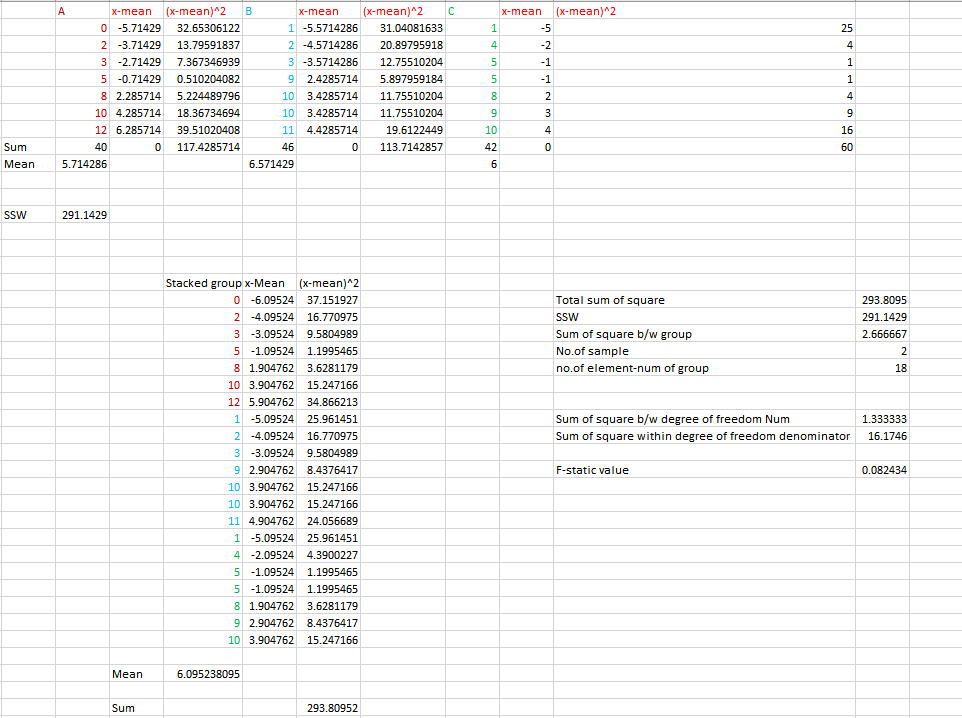 A x-mean (x-mean)^2 B x-mean (x-mean)^2 C x-mean (x-mean)^2
0 -5.71429 32.65306122 1 -5.5714286 31.04081633 1 -5 25
2 -3.71429 13.79591837 2 -4.5714286 20.89795918 4 -2 4
3 -2.71429 7.367346939 3 -3.5714286 12.75510204 5 -1 1
5 -0.71429 0.510204082 9 2.4285714 5.897959184 5 -1 1
8 2.285714 5.224489796 10 3.4285714 11.75510204 8 2 4
10 4.285714 18.36734694 10 3.4285714 11.75510204 9 3 9
12 6.285714 39.51020408 11 4.4285714 19.6122449 10 4 16
Sum 40 0 117.4285714 46 0 113.7142857 42 0 60
Mean 5.714286 6.571429 6
SSW 291.1429
Stacked group x-Mean (x-mean)^2
0 -6.09524 37.151927 Total sum of square 293.8095
2 -4.09524 16.770975 SSW 291.1429
3 -3.09524 9.5804989 Sum of square b/w group 2.666667
5 -1.09524 1.1995465 No.of sample 2
8 1.904762 3.6281179 no.of element-num of group 18
10 3.904762 15.247166
12 5.904762 34.866213
1 -5.09524 25.961451 Sum of square b/w degree of freedom Num 1.333333
2 -4.09524 16.770975 Sum of square within degree of freedom denominator 16.1746
3 -3.09524 9.5804989
9 2.904762 8.4376417 F-static value 0.082434
10 3.904762 15.247166
10 3.904762 15.247166
11 4.904762 24.056689
1 -5.09524 25.961451
4 -2.09524 4.3900227
5 -1.09524 1.1995465
5 -1.09524 1.1995465
8 1.904762 3.6281179
9 2.904762 8.4376417
10 3.904762 15.247166
Mean 6.095238095
Sum 293.80952